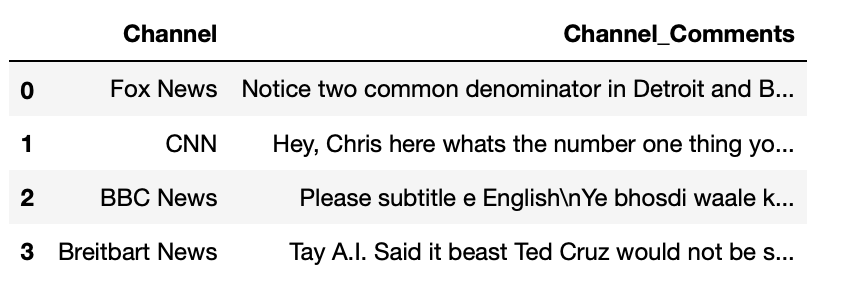 Channel Channel_Comments
0 Fox News Notice two common denominator in Detroit and B...
1 CNN Hey, Chris here whats the number one thing yo...
2 BBC News Please subtitle e English\nYe bhosdi waale k...
3 Breitbart News Tay A.I. Said it beast Ted Cruz would not be s...